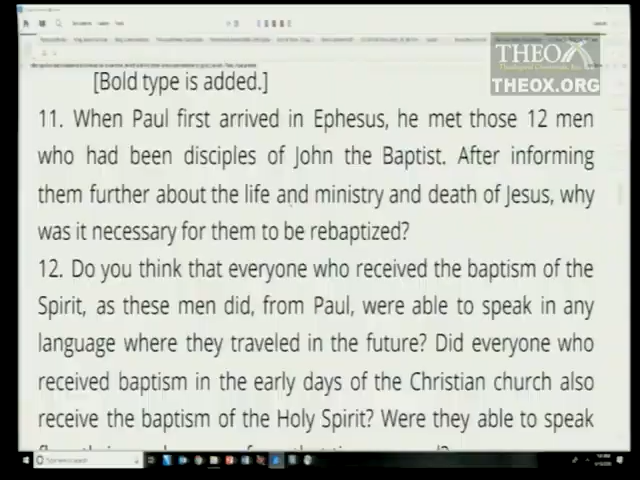 THEOX
THEOX.ORG
[Bold type is added.]
11. When Paul first arrived in Ephesus, he met those 12 men
who had been disciples of John the Baptist. After informing
them further about the life and ministry and death of Jesus, why
was it necessary for them to be rebaptized?
12. Do you think that everyone who received the baptism of the
Spirit, as these men did, from Paul, were able to speak in any
language where they traveled in the future? Did everyone who
received baptism in the early days of the Christian church also
receive the baptism of the Holy Spirit? Were they able to speak